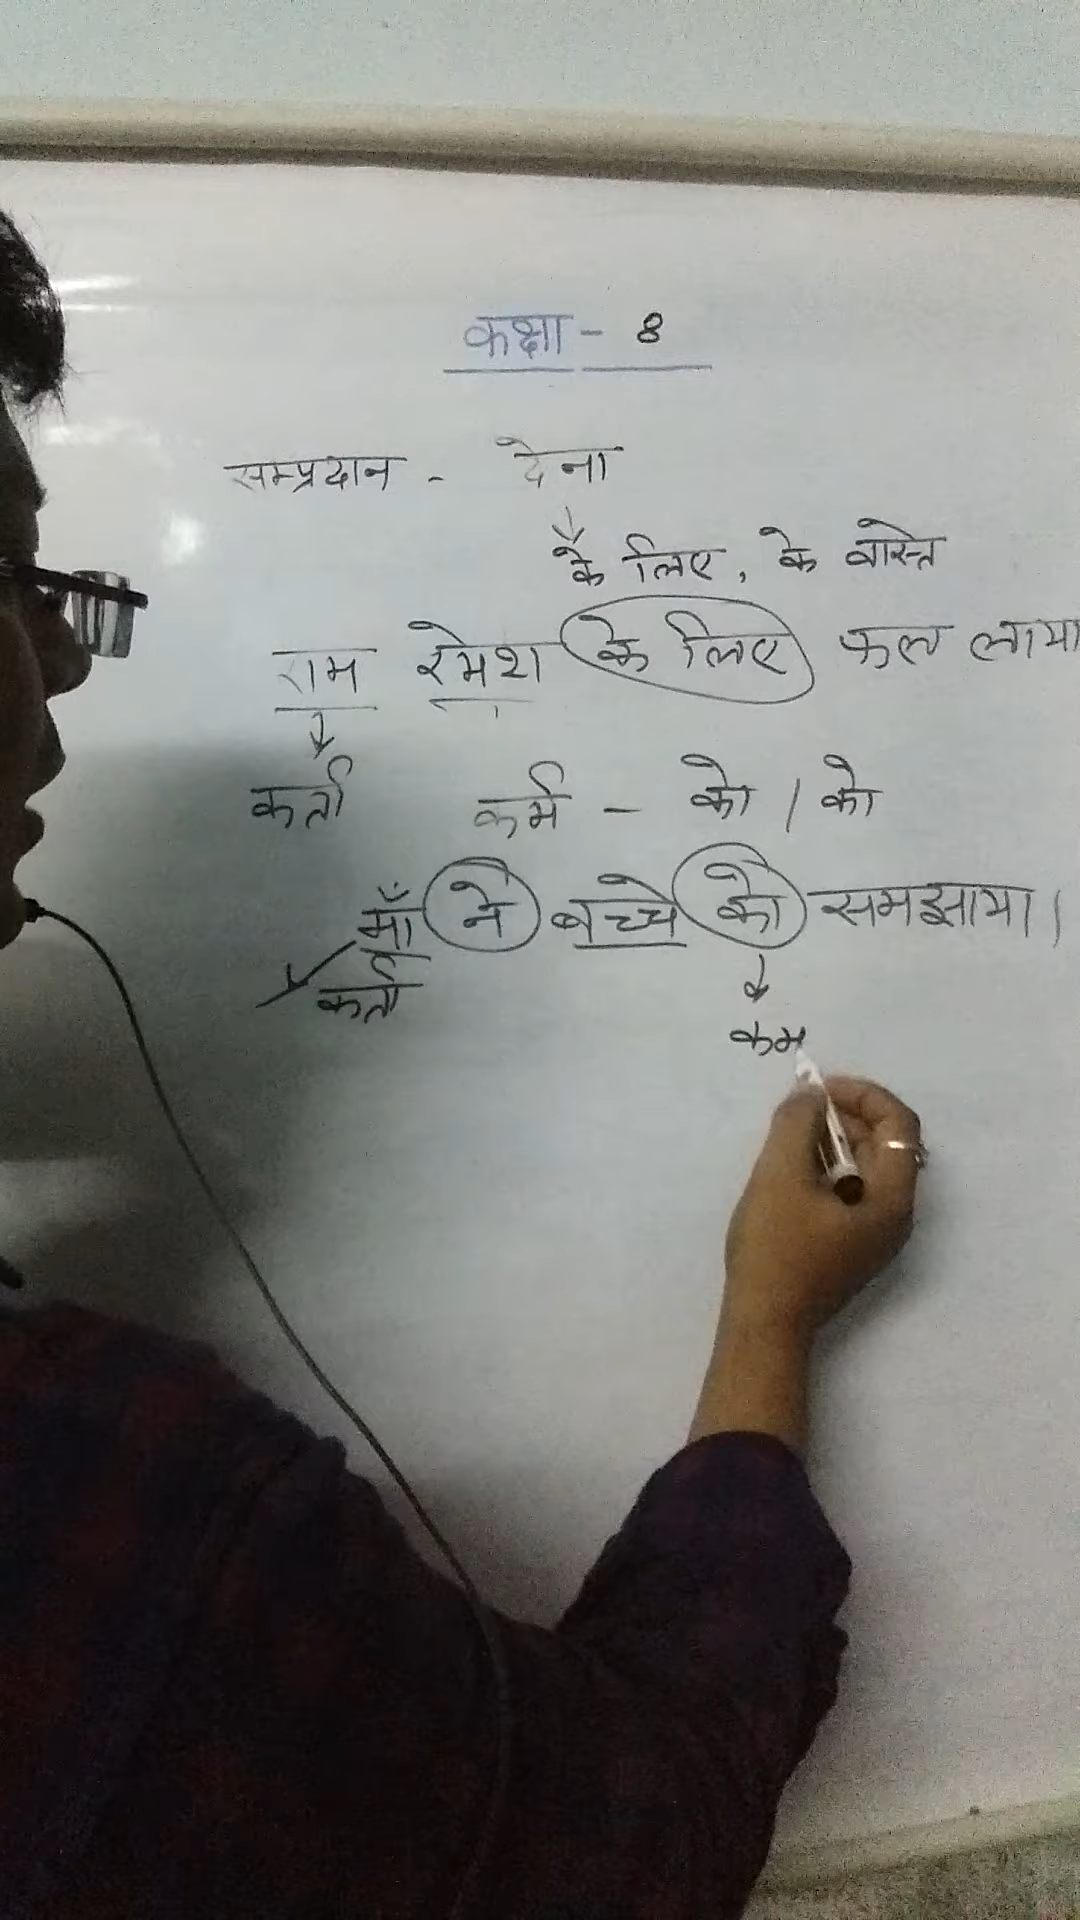 कक्षा - 8
सम्प्रदान - देना
के लिए, के वास्ते
राम रमेश के लिए फल लाया
कर्ता कर्म - को / को
माँ ने बच्चे को समझाया।
कर्ता
कम